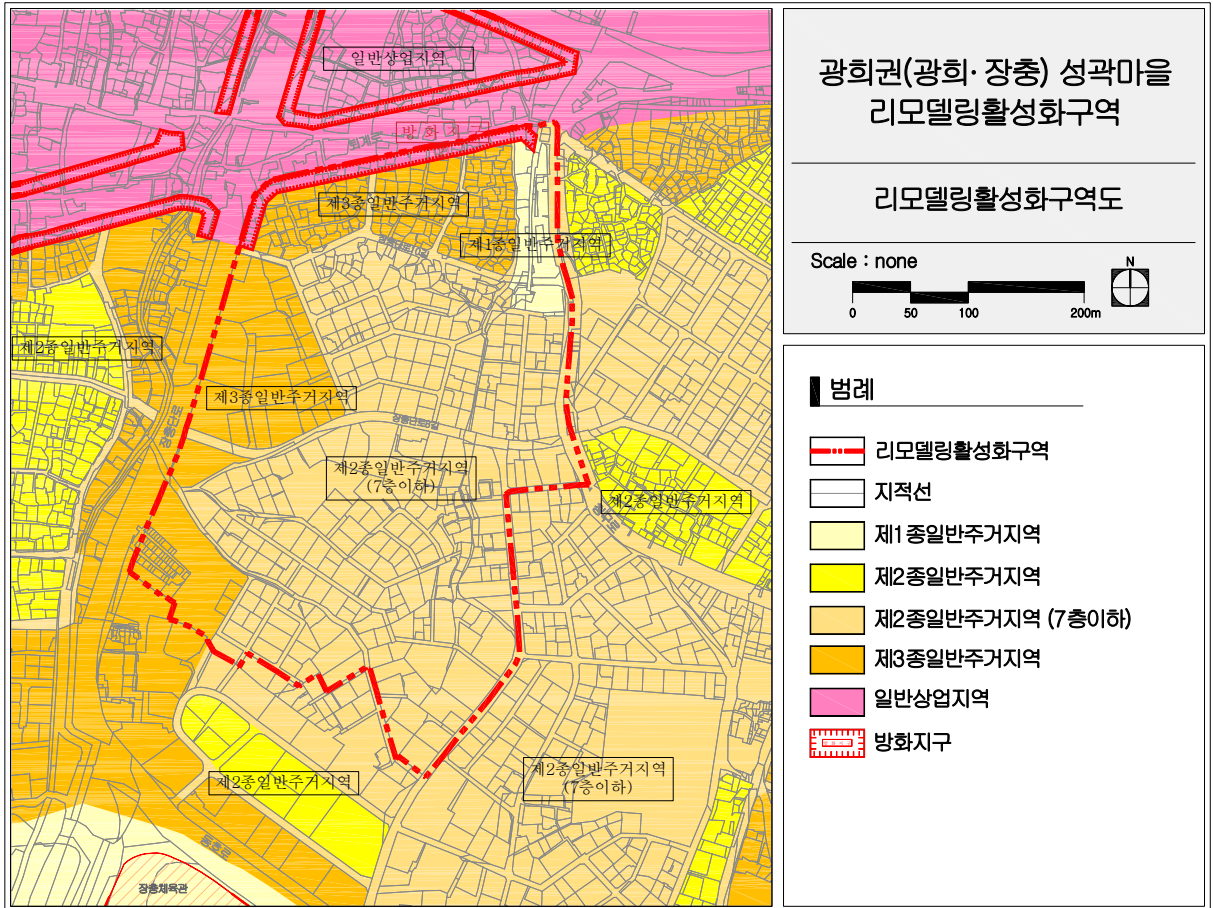 광희권(광희·장충) 성곽마을
리모델링활성화구역
리모델링활성화구역도
Scale : none
N
0 50 100 200m
범례
리모델링활성화구역
지적선
제1종일반주거지역
제2종일반주거지역
제2종일반주거지역 (7층이하)
제3종일반주거지역
일반상업지역
방화지구
일반상업지역
방화지
퇴계로
제3종일반주거지역
제1종일반주거지역
제2종일반주거지역
제3종일반주거지역
장충단로
제2종일반주거지역
(7층이하)
제2종일반주거지역
제2종일반주거지역
제2종일반주거지역
(7층이하)
동호로
장충체육관